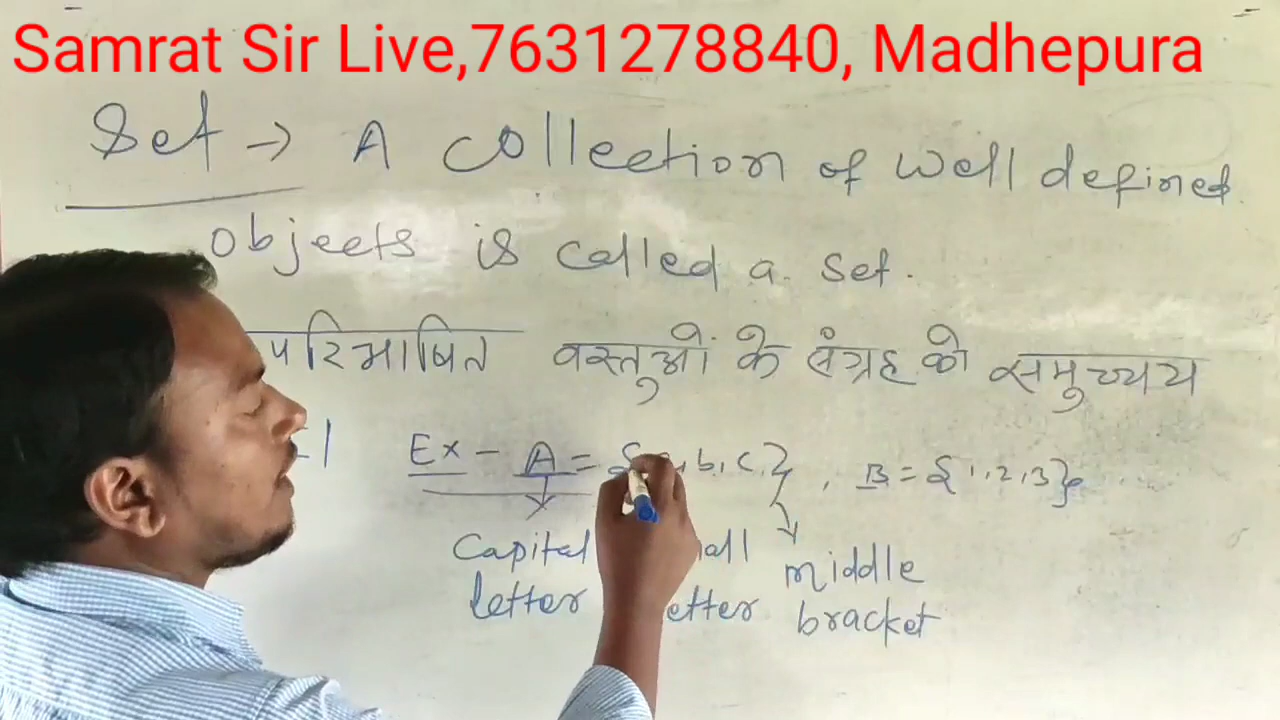 Samrat Sir Live,7631278840, Madhepura
Set → A collection of well defined
objects is called a set.
परिभाषित वस्तुओं के संग्रह को समुच्चय
Ex - A = { , b, c, } , B = {1, 2, 3}
Capital middle
letter bracket